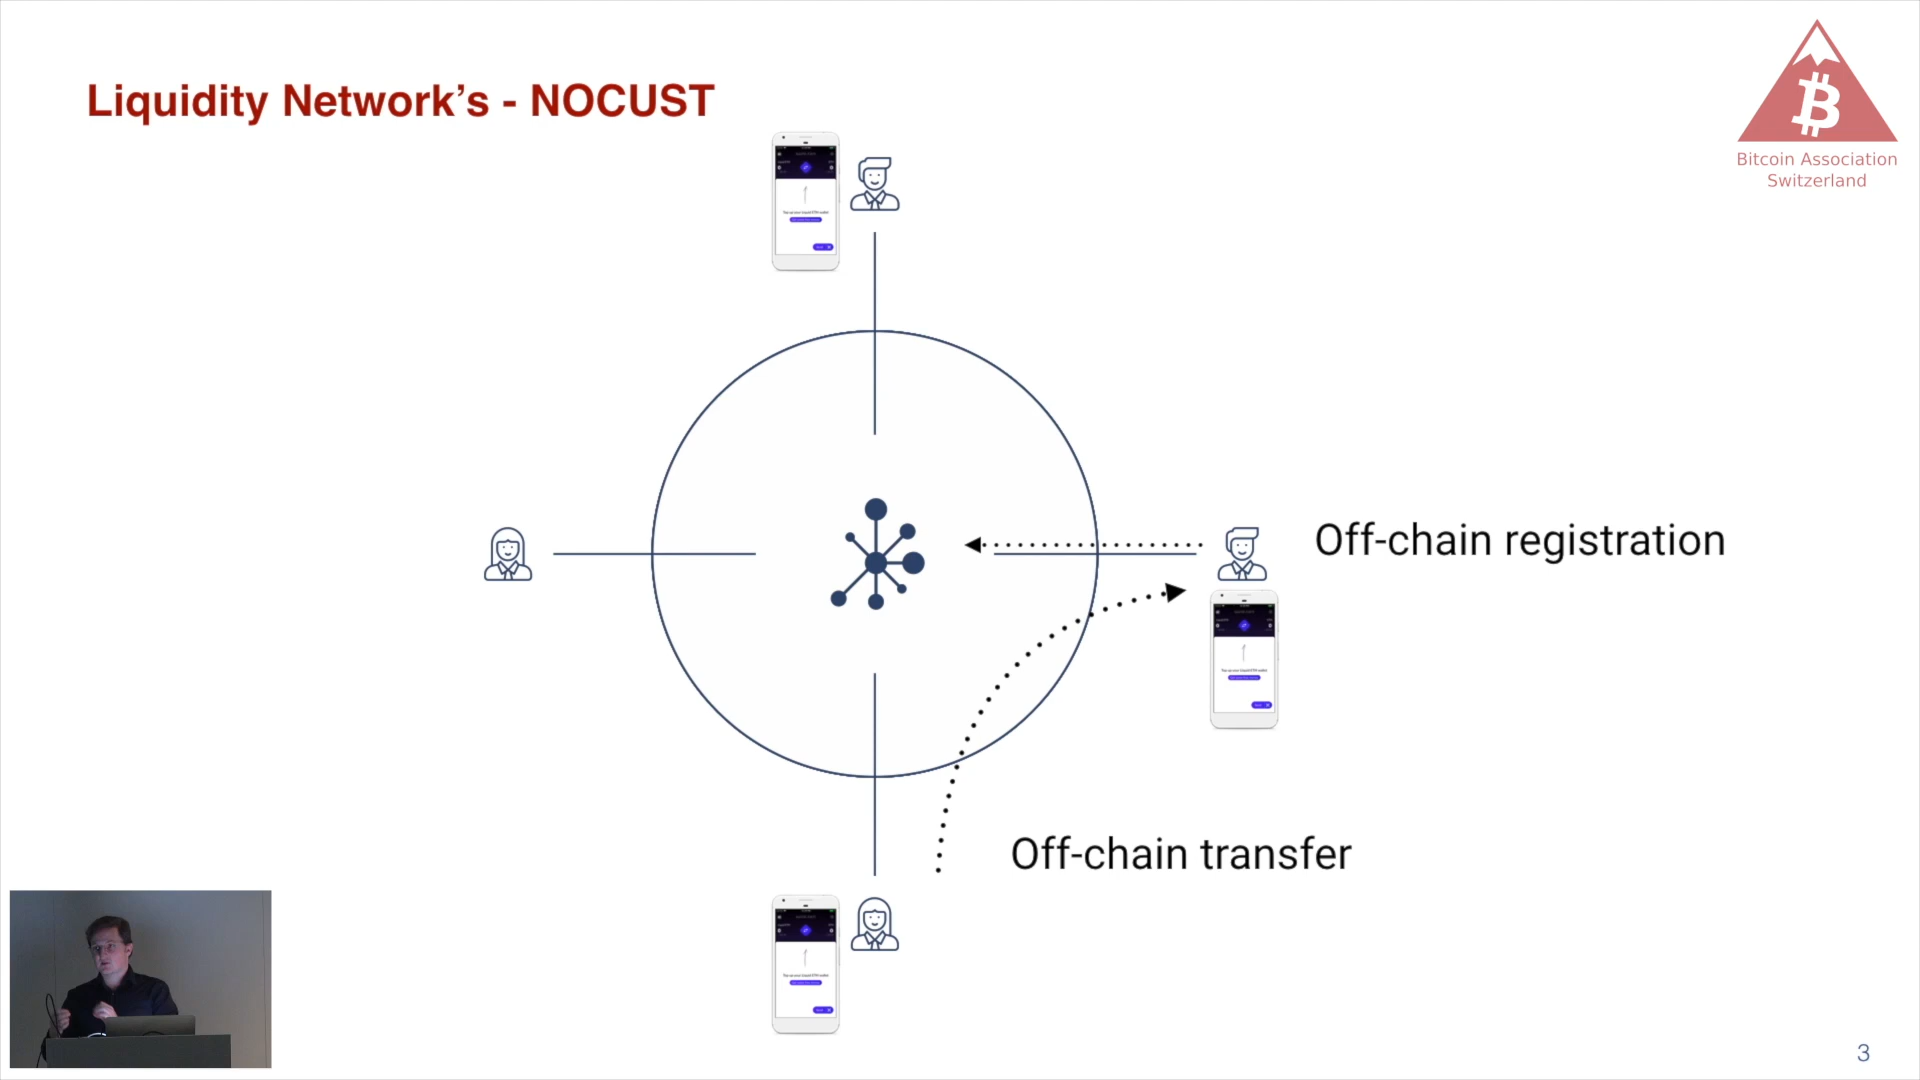 Liquidity Network’s - NOCUST
Bitcoin Association
Switzerland
Off-chain registration
Off-chain transfer
3